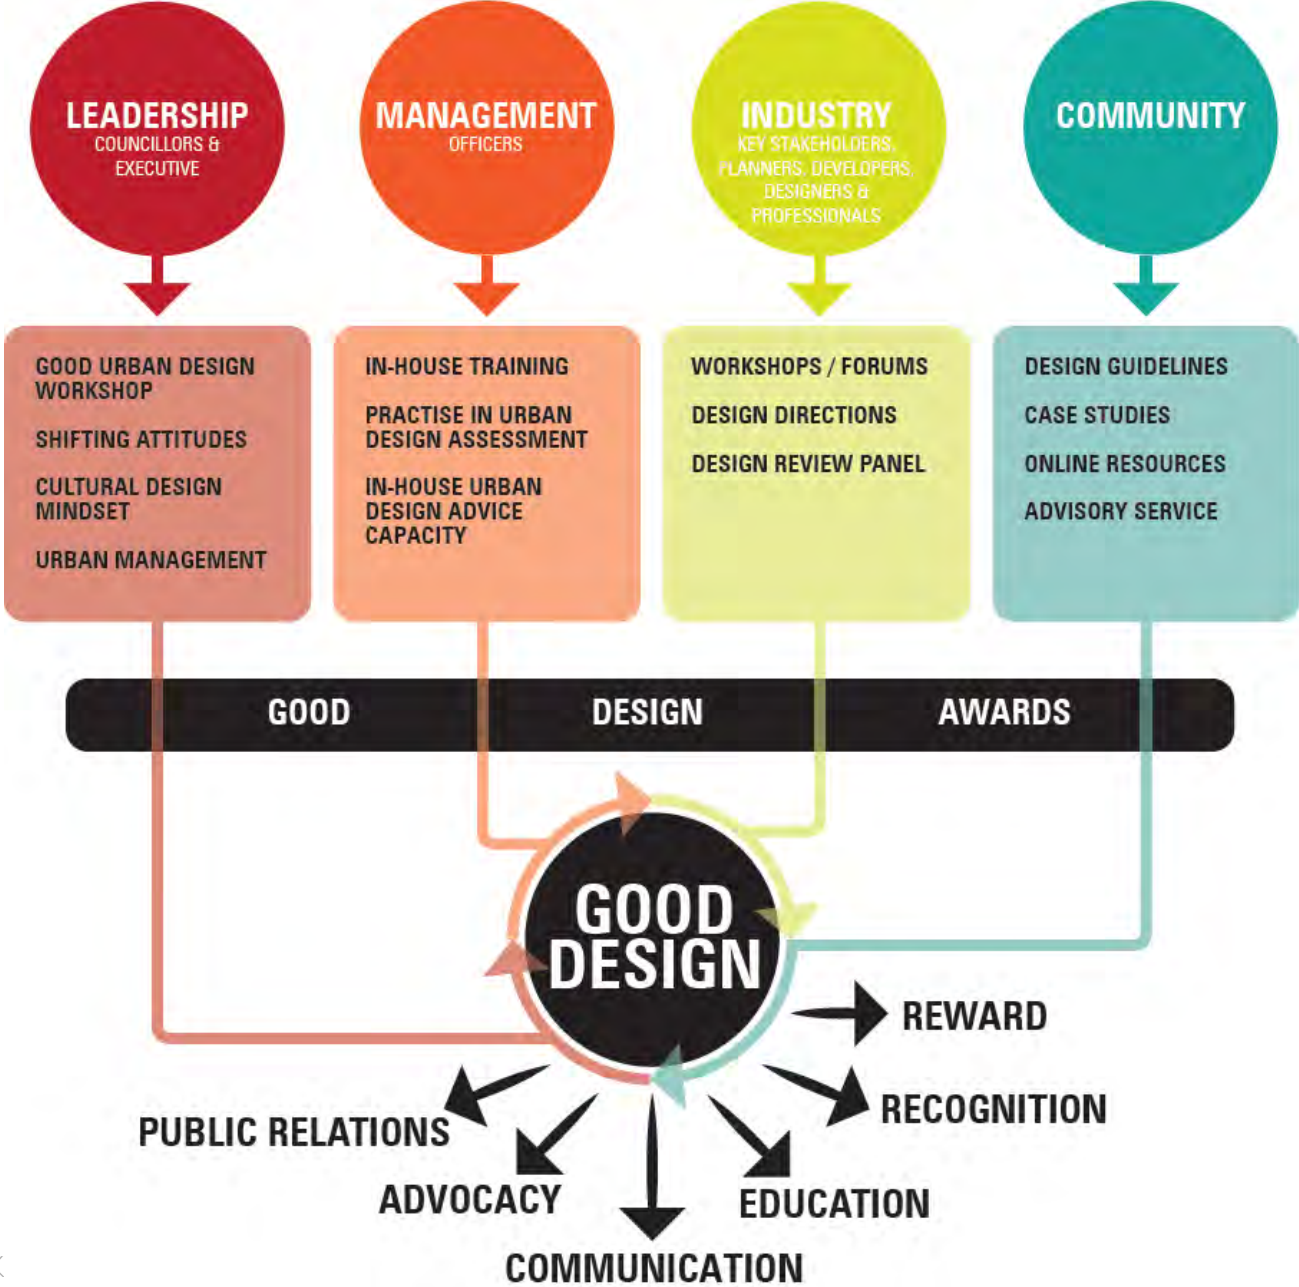 LEADERSHIP
COUNCILLORS &
EXECUTIVE
MANAGEMENT
OFFICERS
INDUSTRY
KEY STAKEHOLDERS,
PLANNERS, DEVELOPERS,
DESIGNERS &
PROFESSIONALS
COMMUNITY
GOOD URBAN DESIGN
WORKSHOP
SHIFTING ATTITUDES
CULTURAL DESIGN
MINDSET
URBAN MANAGEMENT
IN-HOUSE TRAINING
PRACTISE IN URBAN
DESIGN ASSESSMENT
IN-HOUSE URBAN
DESIGN ADVICE
CAPACITY
WORKSHOPS / FORUMS
DESIGN DIRECTIONS
DESIGN REVIEW PANEL
DESIGN GUIDELINES
CASE STUDIES
ONLINE RESOURCES
ADVISORY SERVICE
GOOD DESIGN AWARDS
GOOD
DESIGN
REWARD
RECOGNITION
PUBLIC RELATIONS
ADVOCACY
EDUCATION
COMMUNICATION